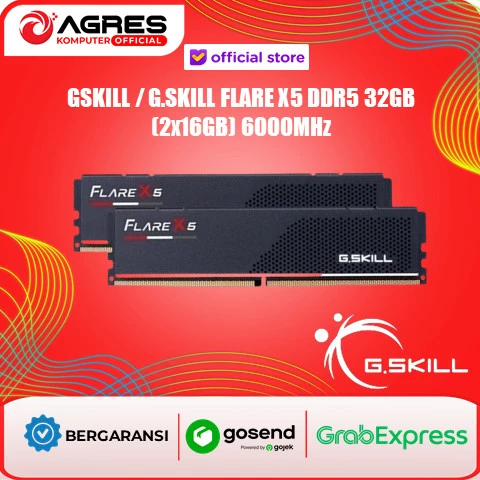 AGRES
KOMPUTER OFFICIAL
official store
GSKILL / G.SKILL FLARE X5 DDR5 32GB
(2x16GB) 6000MHz
FLARE X5
FLARE X5
G.SKILL
G.SKILL
BERGARANSI
gosend
Powered by gojek
GrabExpress